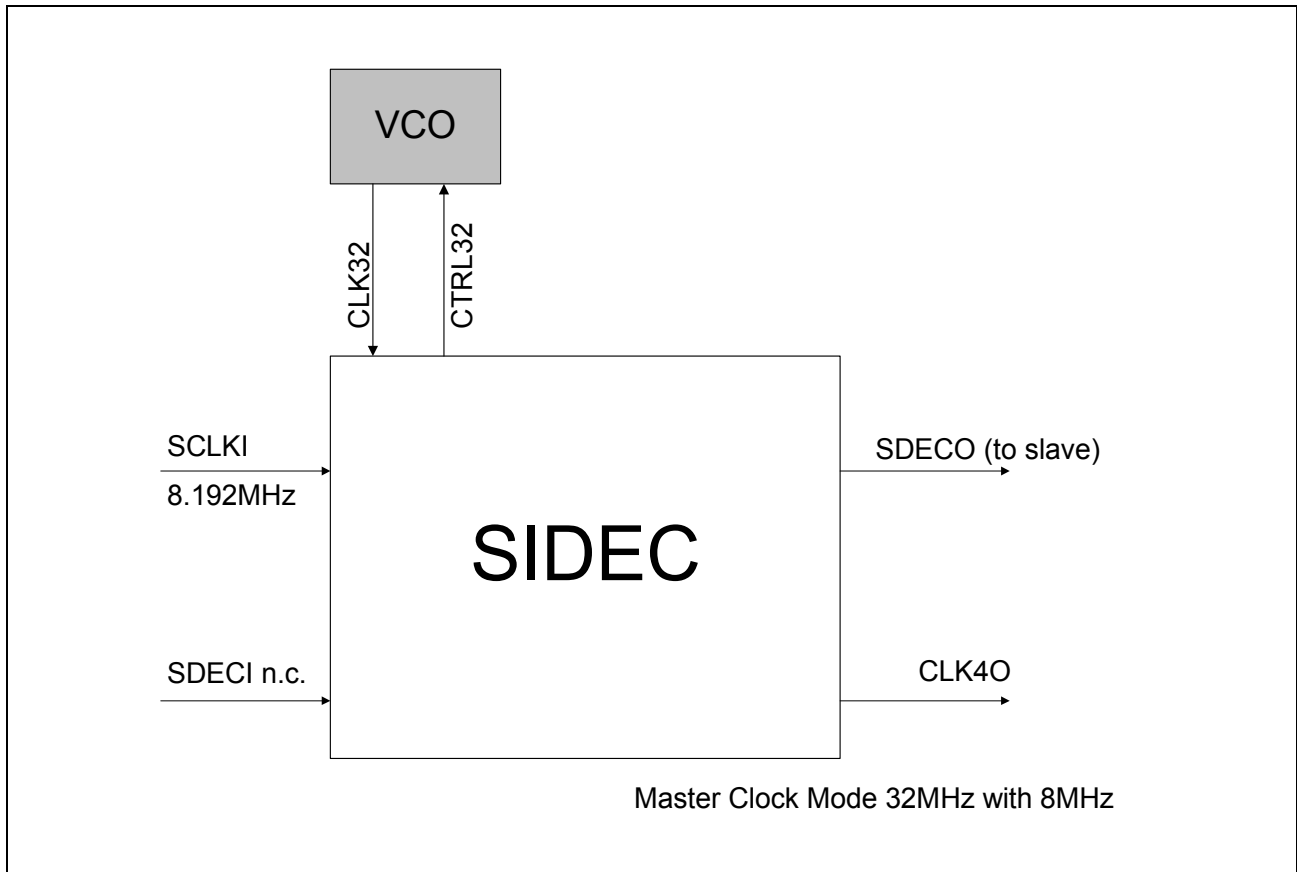 VCO
CLK32
CTRL32
SCLKI
8.192MHz
SDECO (to slave)
SIDEC
SDECI n.c.
CLK4O
Master Clock Mode 32MHz with 8MHz